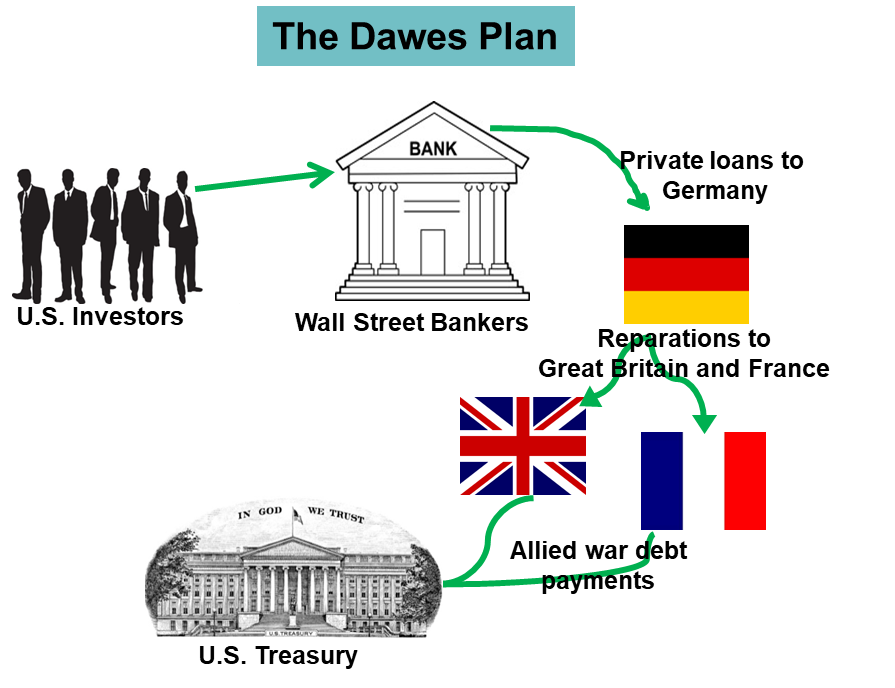 The Dawes Plan
BANK
Private loans to
Germany
U.S. Investors
Wall Street Bankers
Reparations to
Great Britain and France
IN GOD WE TRUST
Allied war debt
payments
U.S. TREASURY
U.S. Treasury